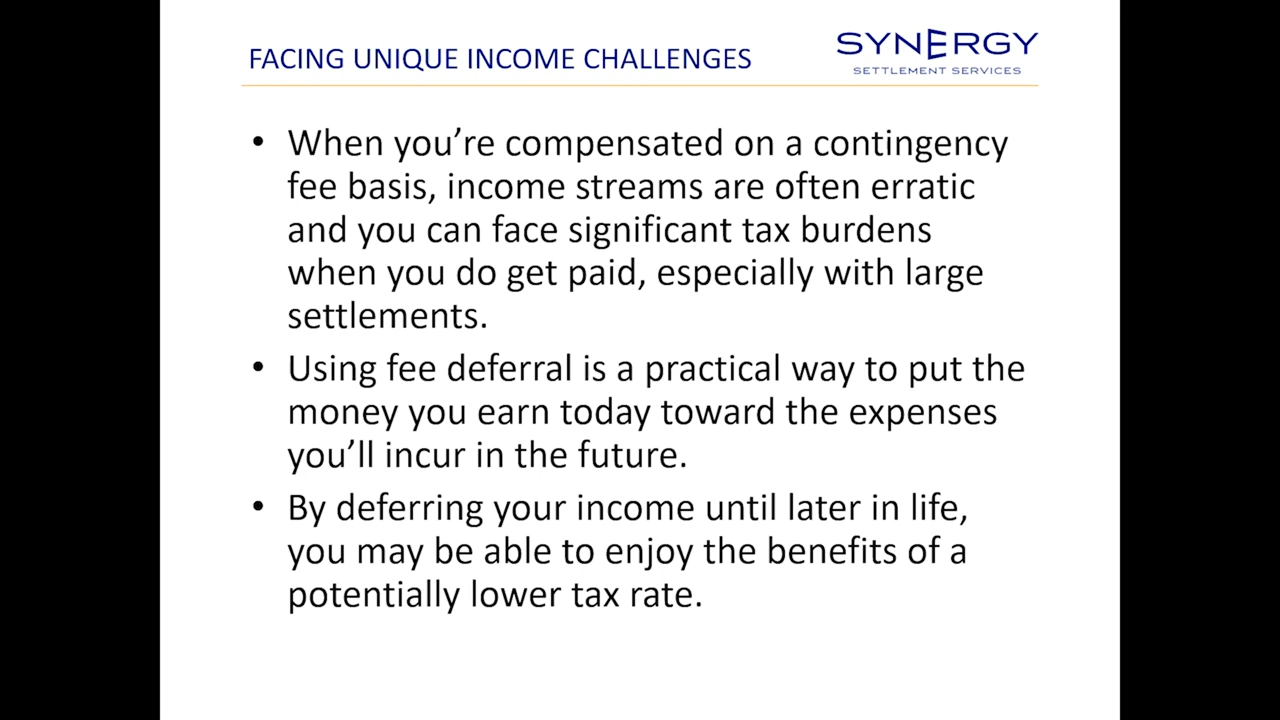 FACING UNIQUE INCOME CHALLENGES
SYNERGY
SETTLEMENT SERVICES
• When you’re compensated on a contingency
fee basis, income streams are often erratic
and you can face significant tax burdens
when you do get paid, especially with large
settlements.
• Using fee deferral is a practical way to put the
money you earn today toward the expenses
you’ll incur in the future.
• By deferring your income until later in life,
you may be able to enjoy the benefits of a
potentially lower tax rate.